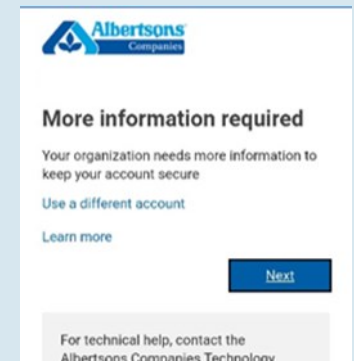 Albertsons
Companies
More information required
Your organization needs more information to
keep your account secure
Use a different account
Learn more
Next
For technical help, contact the
Albertsons Companies Technology